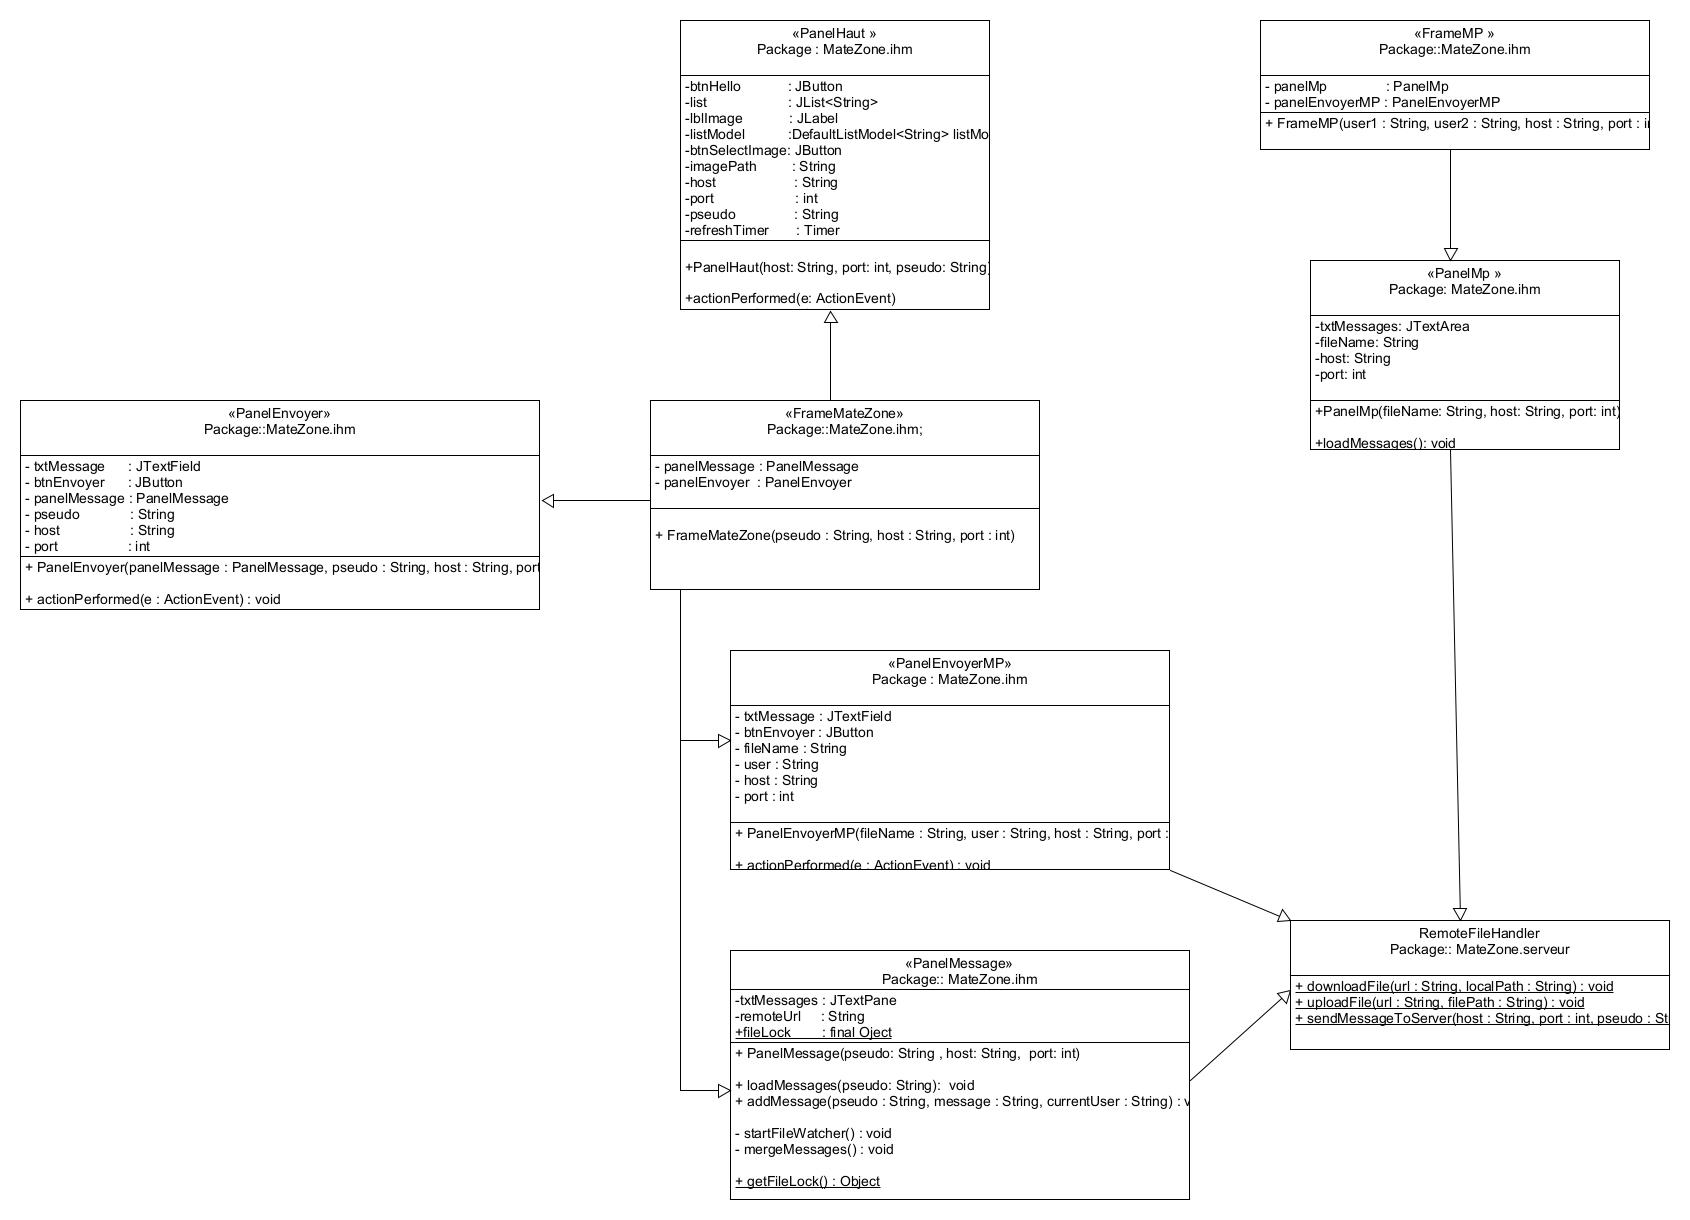 «PanelHaut »
Package : MateZone.ihm
-btnHello : JButton
-list : JList<String>
-lblImage : JLabel
-listModel :DefaultListModel<String> listMo
-btnSelectImage: JButton
-imagePath : String
-host : String
-port : int
-pseudo : String
-refreshTimer : Timer
+PanelHaut(host: String, port: int, pseudo: String)
+actionPerformed(e: ActionEvent)
«FrameMP »
Package::MateZone.ihm
- panelMp : PanelMp
- panelEnvoyerMP : PanelEnvoyerMP
+ FrameMP(user1 : String, user2 : String, host : String, port : i
«PanelMp »
Package: MateZone.ihm
-txtMessages: JTextArea
-fileName: String
-host: String
-port: int
+PanelMp(fileName: String, host: String, port: int)
+loadMessages(): void
«PanelEnvoyer»
Package::MateZone.ihm
- txtMessage : JTextField
- btnEnvoyer : JButton
- panelMessage : PanelMessage
- pseudo : String
- host : String
- port : int
+ PanelEnvoyer(panelMessage : PanelMessage, pseudo : String, host : String, port
+ actionPerformed(e : ActionEvent) : void
«FrameMateZone»
Package::MateZone.ihm;
- panelMessage : PanelMessage
- panelEnvoyer : PanelEnvoyer
+ FrameMateZone(pseudo : String, host : String, port : int)
«PanelEnvoyerMP»
Package : MateZone.ihm
- txtMessage : JTextField
- btnEnvoyer : JButton
- fileName : String
- user : String
- host : String
- port : int
+ PanelEnvoyerMP(fileName : String, user : String, host : String, port :
+ actionPerformed(e : ActionEvent) : void
«PanelMessage»
Package:: MateZone.ihm
-txtMessages : JTextPane
-remoteUrl : String
+fileLock : final Oject
+ PanelMessage(pseudo: String , host: String, port: int)
+ loadMessages(pseudo: String): void
+ addMessage(pseudo : String, message : String, currentUser : String) : v
- startFileWatcher() : void
- mergeMessages() : void
+ getFileLock() : Object
RemoteFileHandler
Package:: MateZone.serveur
+ downloadFile(url : String, localPath : String) : void
+ uploadFile(url : String, filePath : String) : void
+ sendMessageToServer(host : String, port : int, pseudo : St